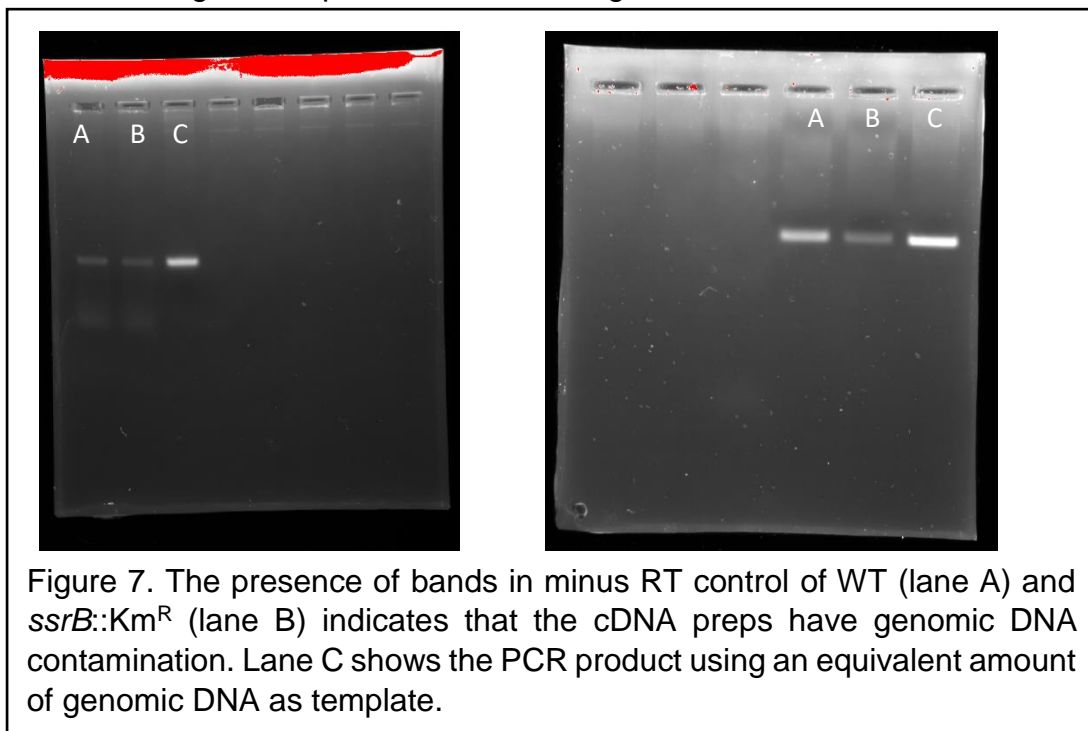 A B C
A B C
Figure 7. The presence of bands in minus RT control of WT (lane A) and
ssrB::Kmᴿ (lane B) indicates that the cDNA preps have genomic DNA
contamination. Lane C shows the PCR product using an equivalent amount
of genomic DNA as template.